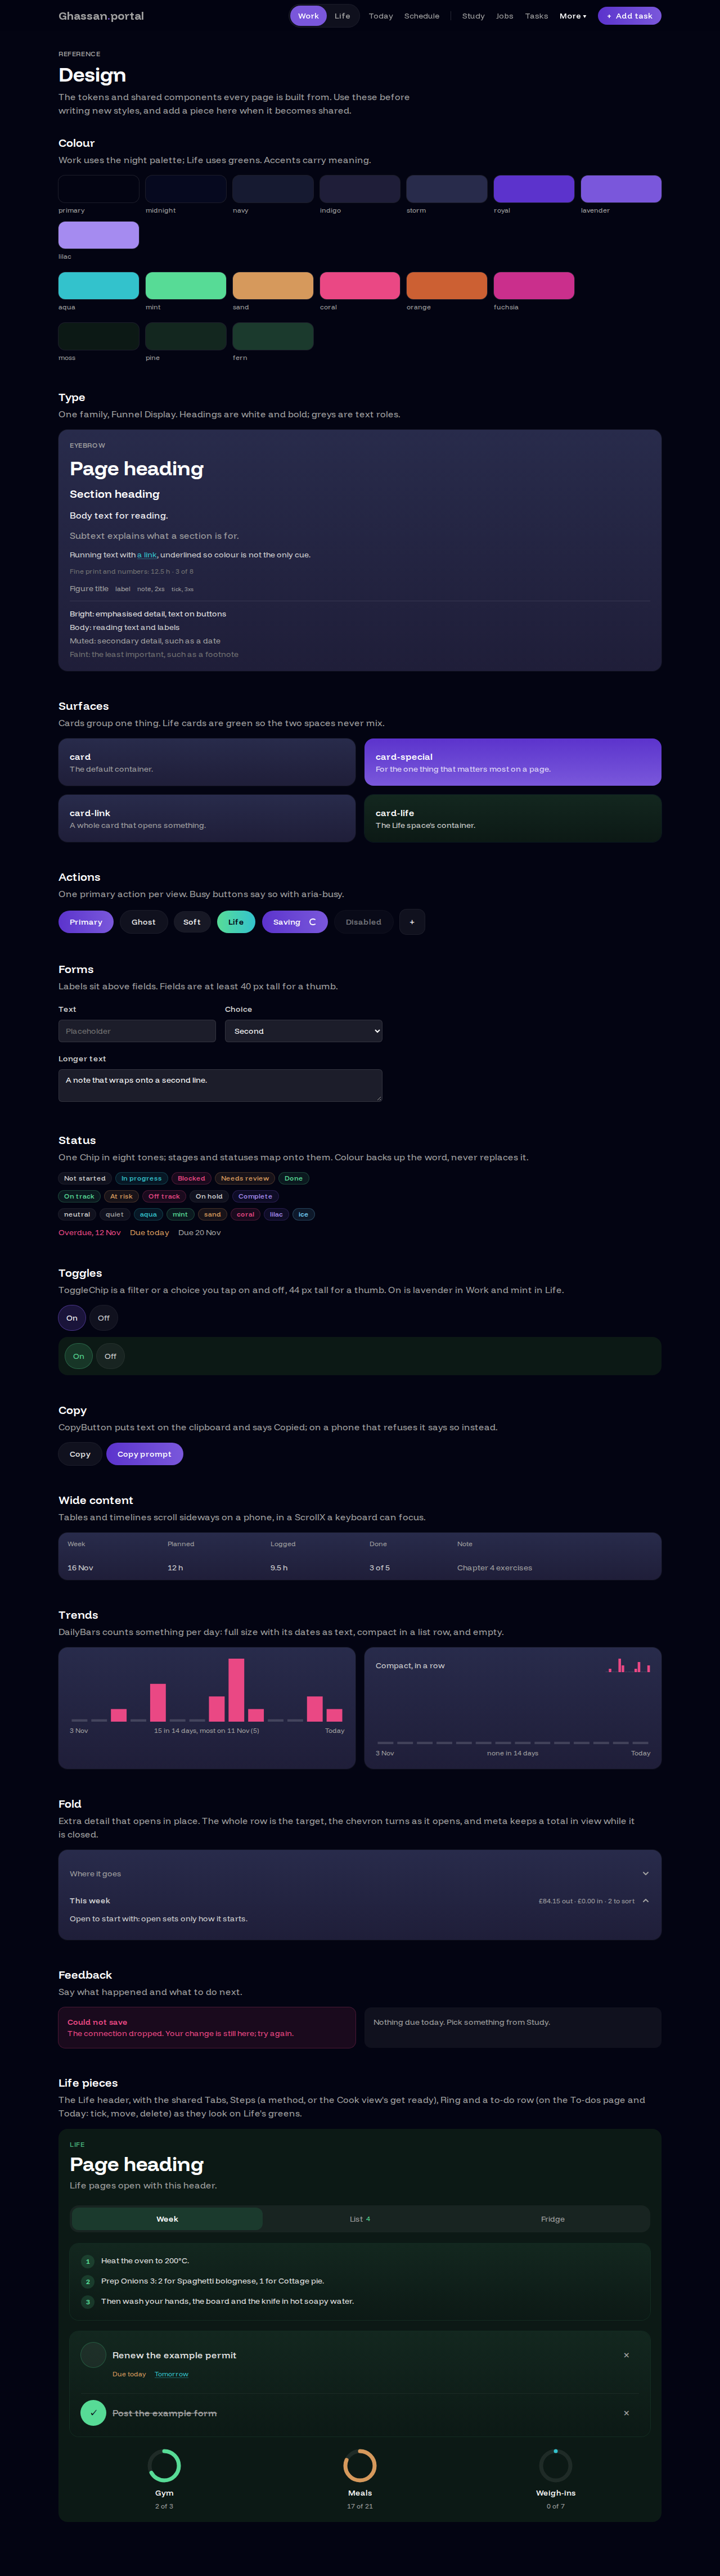 Ghassan.portal
Work Life Today Schedule Study Jobs Tasks More ▾ + Add task
REFERENCE
Design
The tokens and shared components every page is built from. Use these before
writing new styles, and add a piece here when it becomes shared.
Colour
Work uses the night palette; Life uses greens. Accents carry meaning.
primary midnight navy indigo storm royal lavender
lilac
aqua mint sand coral orange fuchsia
moss pine fern
Type
One family, Funnel Display. Headings are white and bold; greys are text roles.
EYEBROW
Page heading
Section heading
Body text for reading.
Subtext explains what a section is for.
Running text with a link, underlined so colour is not the only cue.
Fine print and numbers: 12.5 h · 3 of 8
Figure title label note, 2xs tick, 3xs
Bright: emphasised detail, text on buttons
Body: reading text and labels
Muted: secondary detail, such as a date
Faint: the least important, such as a footnote
Surfaces
Cards group one thing. Life cards are green so the two spaces never mix.
card
The default container.
card-special
For the one thing that matters most on a page.
card-link
A whole card that opens something.
card-life
The Life space's container.
Actions
One primary action per view. Busy buttons say so with aria-busy.
Primary Ghost Soft Life Saving Disabled +
Forms
Labels sit above fields. Fields are at least 40 px tall for a thumb.
Text Choice
Placeholder Second
Longer text
A note that wraps onto a second line.
Status
One Chip in eight tones; stages and statuses map onto them. Colour backs up the word, never replaces it.
Not started In progress Blocked Needs review Done
On track At risk Off track On hold Complete
neutral quiet aqua mint sand coral lilac ice
Overdue, 12 Nov Due today Due 20 Nov
Toggles
ToggleChip is a filter or a choice you tap on and off, 44 px tall for a thumb. On is lavender in Work and mint in Life.
On Off
On Off
Copy
CopyButton puts text on the clipboard and says Copied; on a phone that refuses it says so instead.
Copy Copy prompt
Wide content
Tables and timelines scroll sideways on a phone, in a ScrollX a keyboard can focus.
Week Planned Logged Done Note
16 Nov 12 h 9.5 h 3 of 5 Chapter 4 exercises
Trends
DailyBars counts something per day: full size with its dates as text, compact in a list row, and empty.
3 Nov 15 in 14 days, most on 11 Nov (5) Today
Compact, in a row
3 Nov none in 14 days Today
Fold
Extra detail that opens in place. The whole row is the target, the chevron turns as it opens, and meta keeps a total in view while it
is closed.
Where it goes
This week £84.15 out · £0.00 in · 2 to sort
Open to start with: open sets only how it starts.
Feedback
Say what happened and what to do next.
Could not save
The connection dropped. Your change is still here; try again.
Nothing due today. Pick something from Study.
Life pieces
The Life header, with the shared Tabs, Steps (a method, or the Cook view's get ready), Ring and a to-do row (on the To-dos page and
Today: tick, move, delete) as they look on Life's greens.
LIFE
Page heading
Life pages open with this header.
Week List 4 Fridge
1 Heat the oven to 200°C.
2 Prep Onions 3: 2 for Spaghetti bolognese, 1 for Cottage pie.
3 Then wash your hands, the board and the knife in hot soapy water.
Renew the example permit ×
Due today Tomorrow
✓ Post the example form ×
Gym Meals Weigh-ins
2 of 3 17 of 21 0 of 7